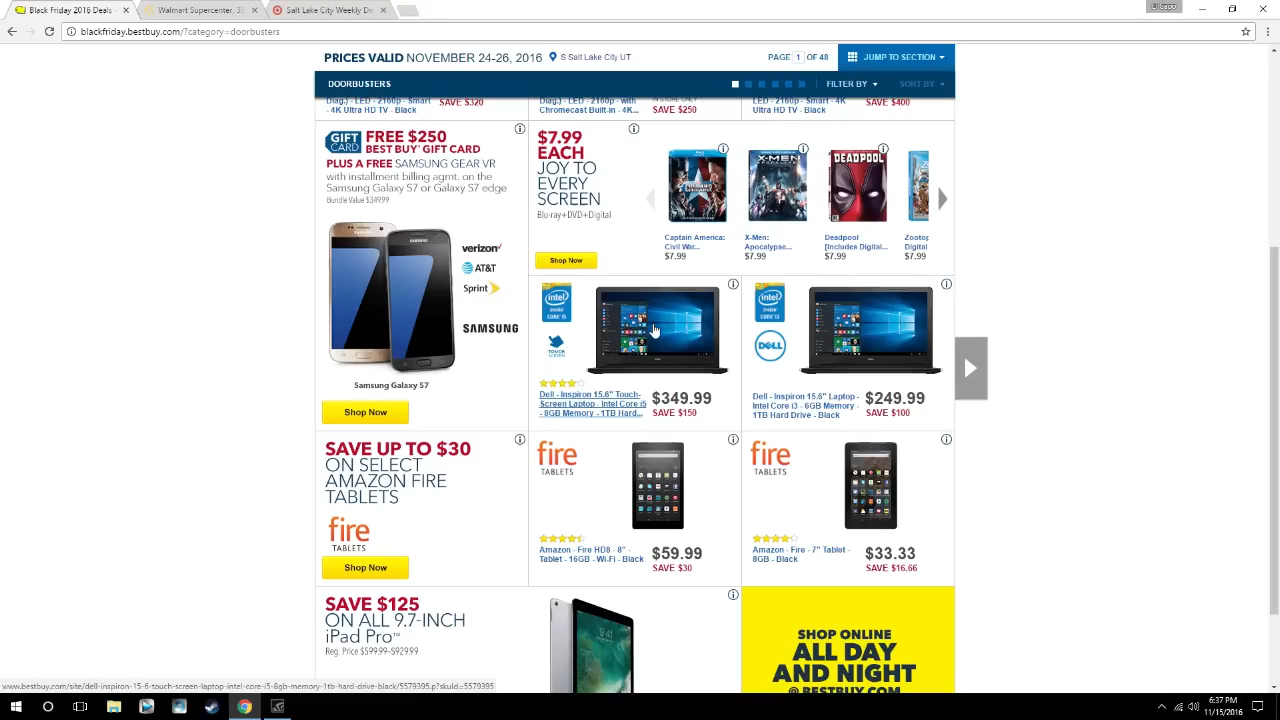 Black Friday 2016 Deals
Walmart Cell Phone
Salt Lake Deals
blackfriday.bestbuy.com/?category=doorbusters
PRICES VALID NOVEMBER 24-26, 2016 S Salt Lake City UT
PAGE 1 OF 48
JUMP TO SECTION
DOORBUSTERS
FILTER BY
SORT BY
Diag.) - LED - 2160p - Smart -
4K Ultra HD TV - Black
SAVE $320
Diag.) - LED - 2160p - with
Chromecast Built-in - 4K...
IN STORE ONLY
SAVE $250
LED - 2160p - Smart - 4K
Ultra HD TV - Black
SAVE $400
GIFT CARD
FREE $250
BEST BUY GIFT CARD
PLUS A FREE SAMSUNG GEAR VR
with installment billing agmt. on the
Samsung Galaxy S7 or Galaxy S7 edge
Bundle Value $349.99
verizon
AT&T
Sprint
SAMSUNG
Samsung Galaxy S7
Shop Now
$7.99
EACH
JOY TO
EVERY
SCREEN
Blu-ray+DVD+Digital
Shop Now
DEADPOOL
Captain America:
Civil War...
$7.99
X-Men:
Apocalypse...
$7.99
Deadpool
[Includes Digital...
$7.99
Zootop
Digital
$7.99
intel
inside
CORE i5
TOUCH
SCREEN
Dell - Inspiron 15.6" Touch-
Screen Laptop - Intel Core i5
- 8GB Memory - 1TB Hard...
$349.99
SAVE $150
intel
inside
CORE i3
DELL
Dell - Inspiron 15.6" Laptop -
Intel Core i3 - 6GB Memory -
1TB Hard Drive - Black
$249.99
SAVE $100
SAVE UP TO $30
ON SELECT
AMAZON FIRE
TABLETS
fire
TABLETS
Shop Now
fire
TABLETS
Amazon - Fire HD8 - 8" -
Tablet - 16GB - Wi-Fi - Black
$59.99
SAVE $30
fire
TABLETS
Amazon - Fire - 7" Tablet -
8GB - Black
$33.33
SAVE $16.66
SAVE $125
ON ALL 9.7-INCH
iPad Pro™
Reg. Price $599.99-$929.99
SHOP ONLINE
ALL DAY
AND NIGHT
@ BESTBUY.COM
www.bestbuy.com/site/dell-inspiron-15-6-touch-screen-laptop-intel-core-i5-8gb-memory-1tb-hard-drive-black/5579395.p?skuId=5579395
6:37 PM
11/15/2016